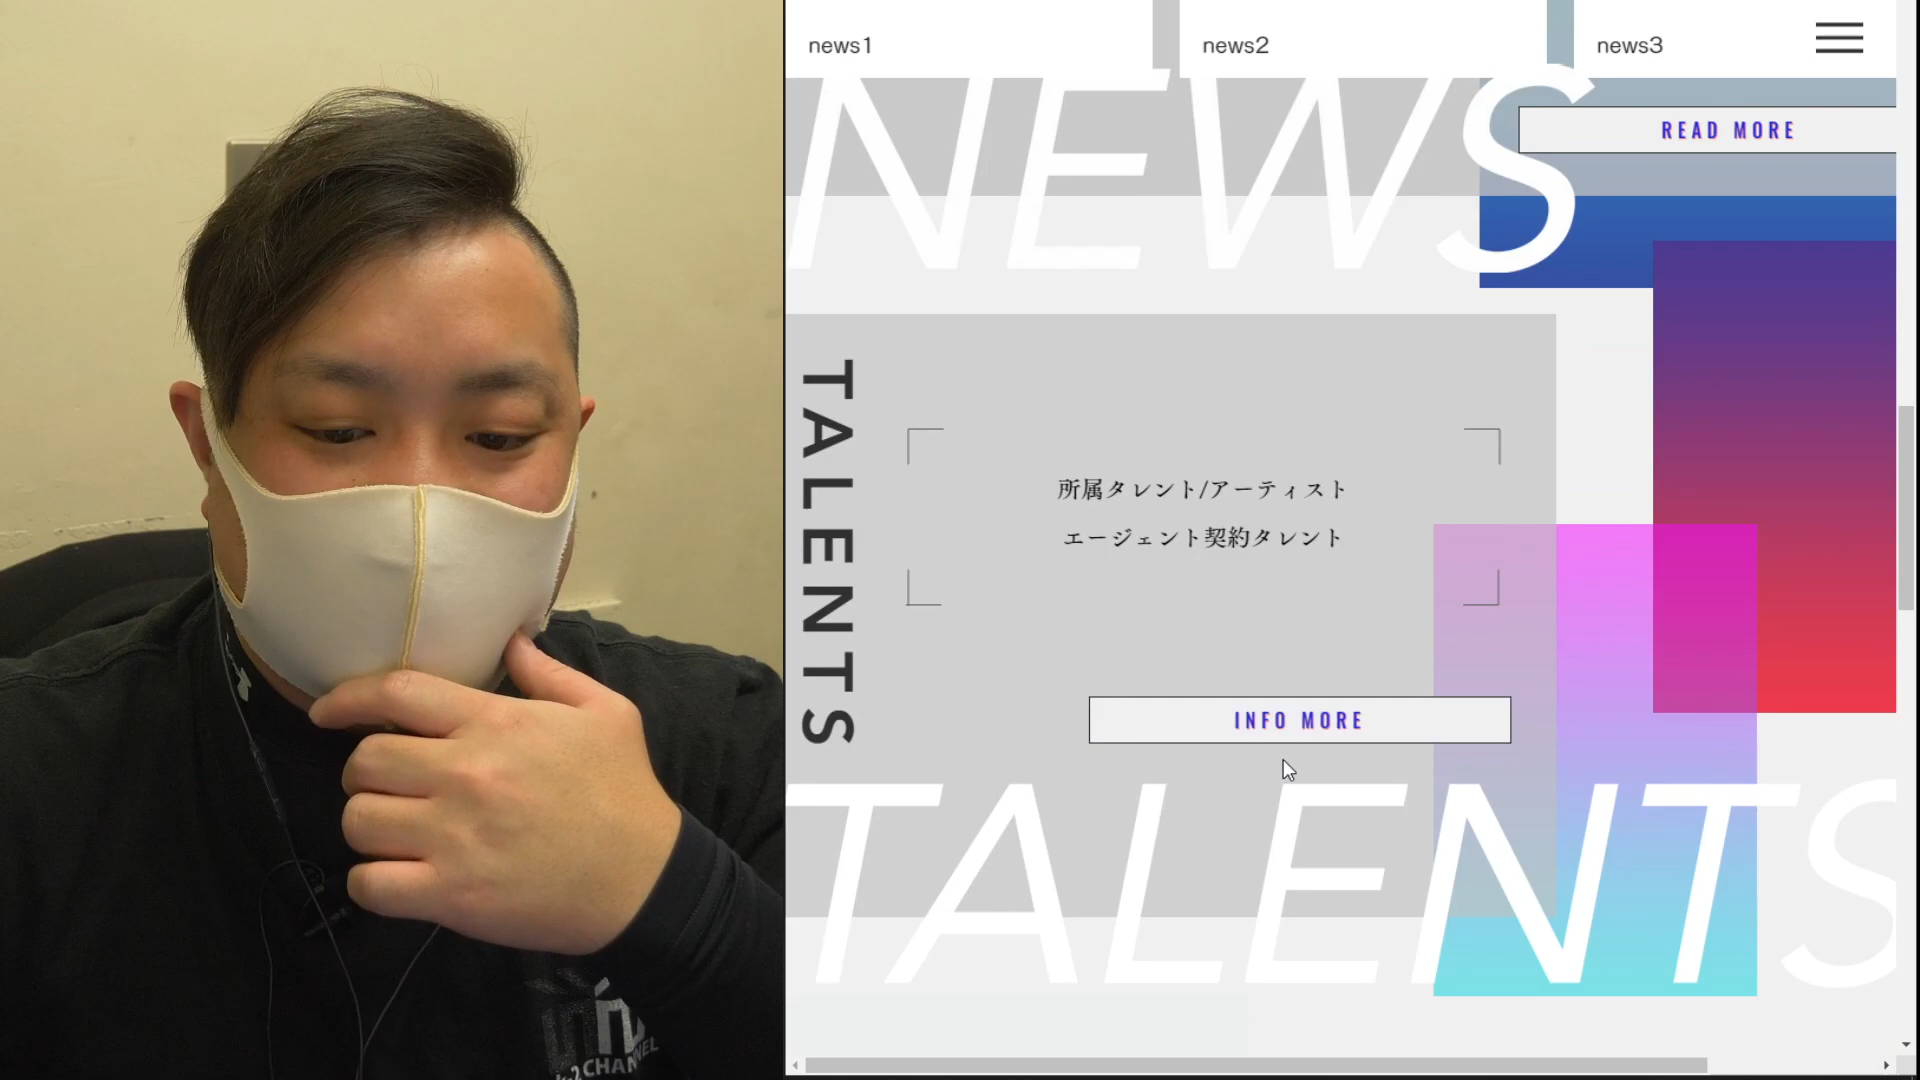 news1
news2
news3
NEWS
READ MORE
TALENTS
所属タレント/アーティスト
エージェント契約タレント
INFO MORE
TALENTS
CHANNEL